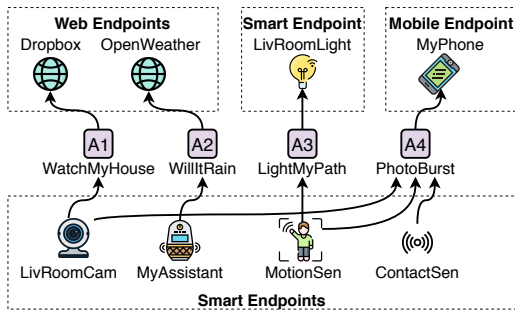 Web Endpoints
Smart Endpoint
Mobile Endpoint
Dropbox
OpenWeather
LivRoomLight
MyPhone
A1
A2
A3
A4
WatchMyHouse
WillItRain
LightMyPath
PhotoBurst
LivRoomCam
MyAssistant
MotionSen
ContactSen
Smart Endpoints